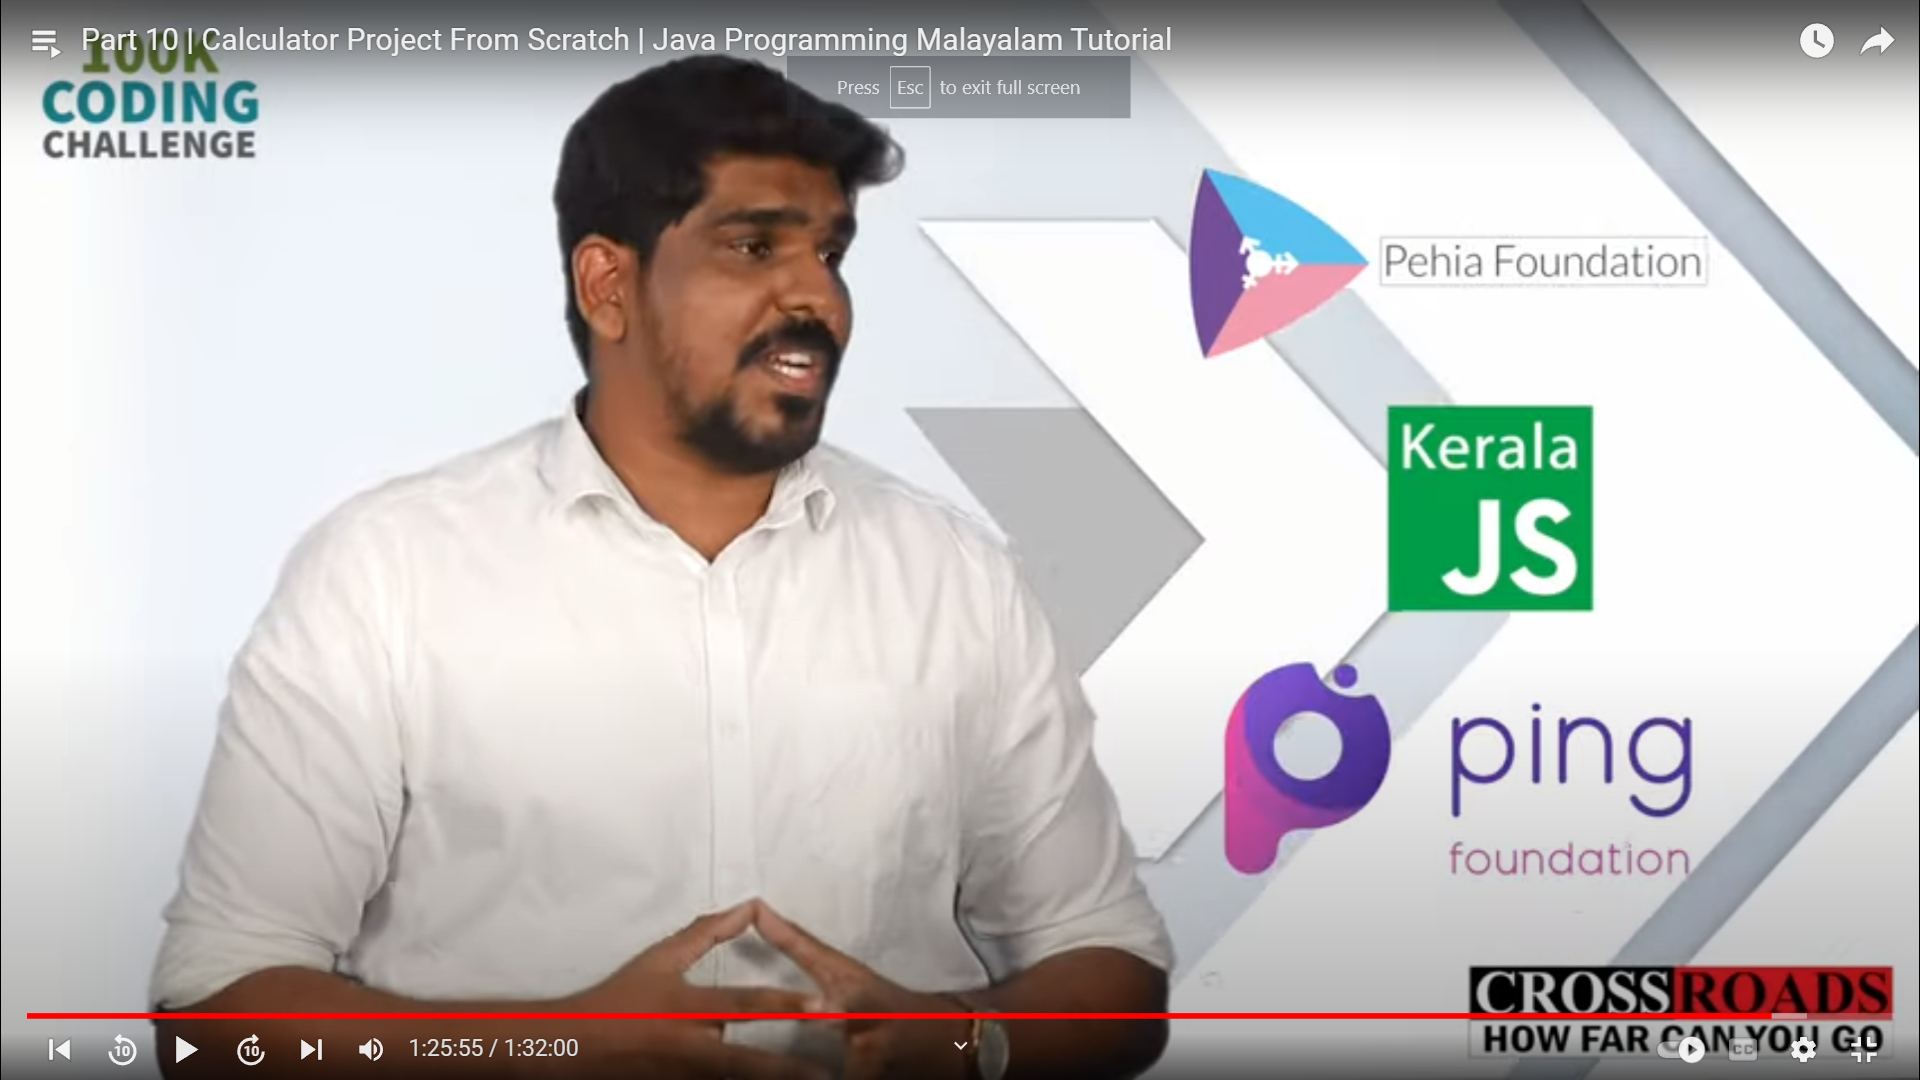 Part 10 | Calculator Project From Scratch | Java Programming Malayalam Tutorial
Press Esc to exit full screen
100K
CODING
CHALLENGE
Pehia Foundation
Kerala
JS
ping
foundation
CROSSROADS
HOW FAR CAN YOU GO
10
10
1:25:55 / 1:32:00
CC